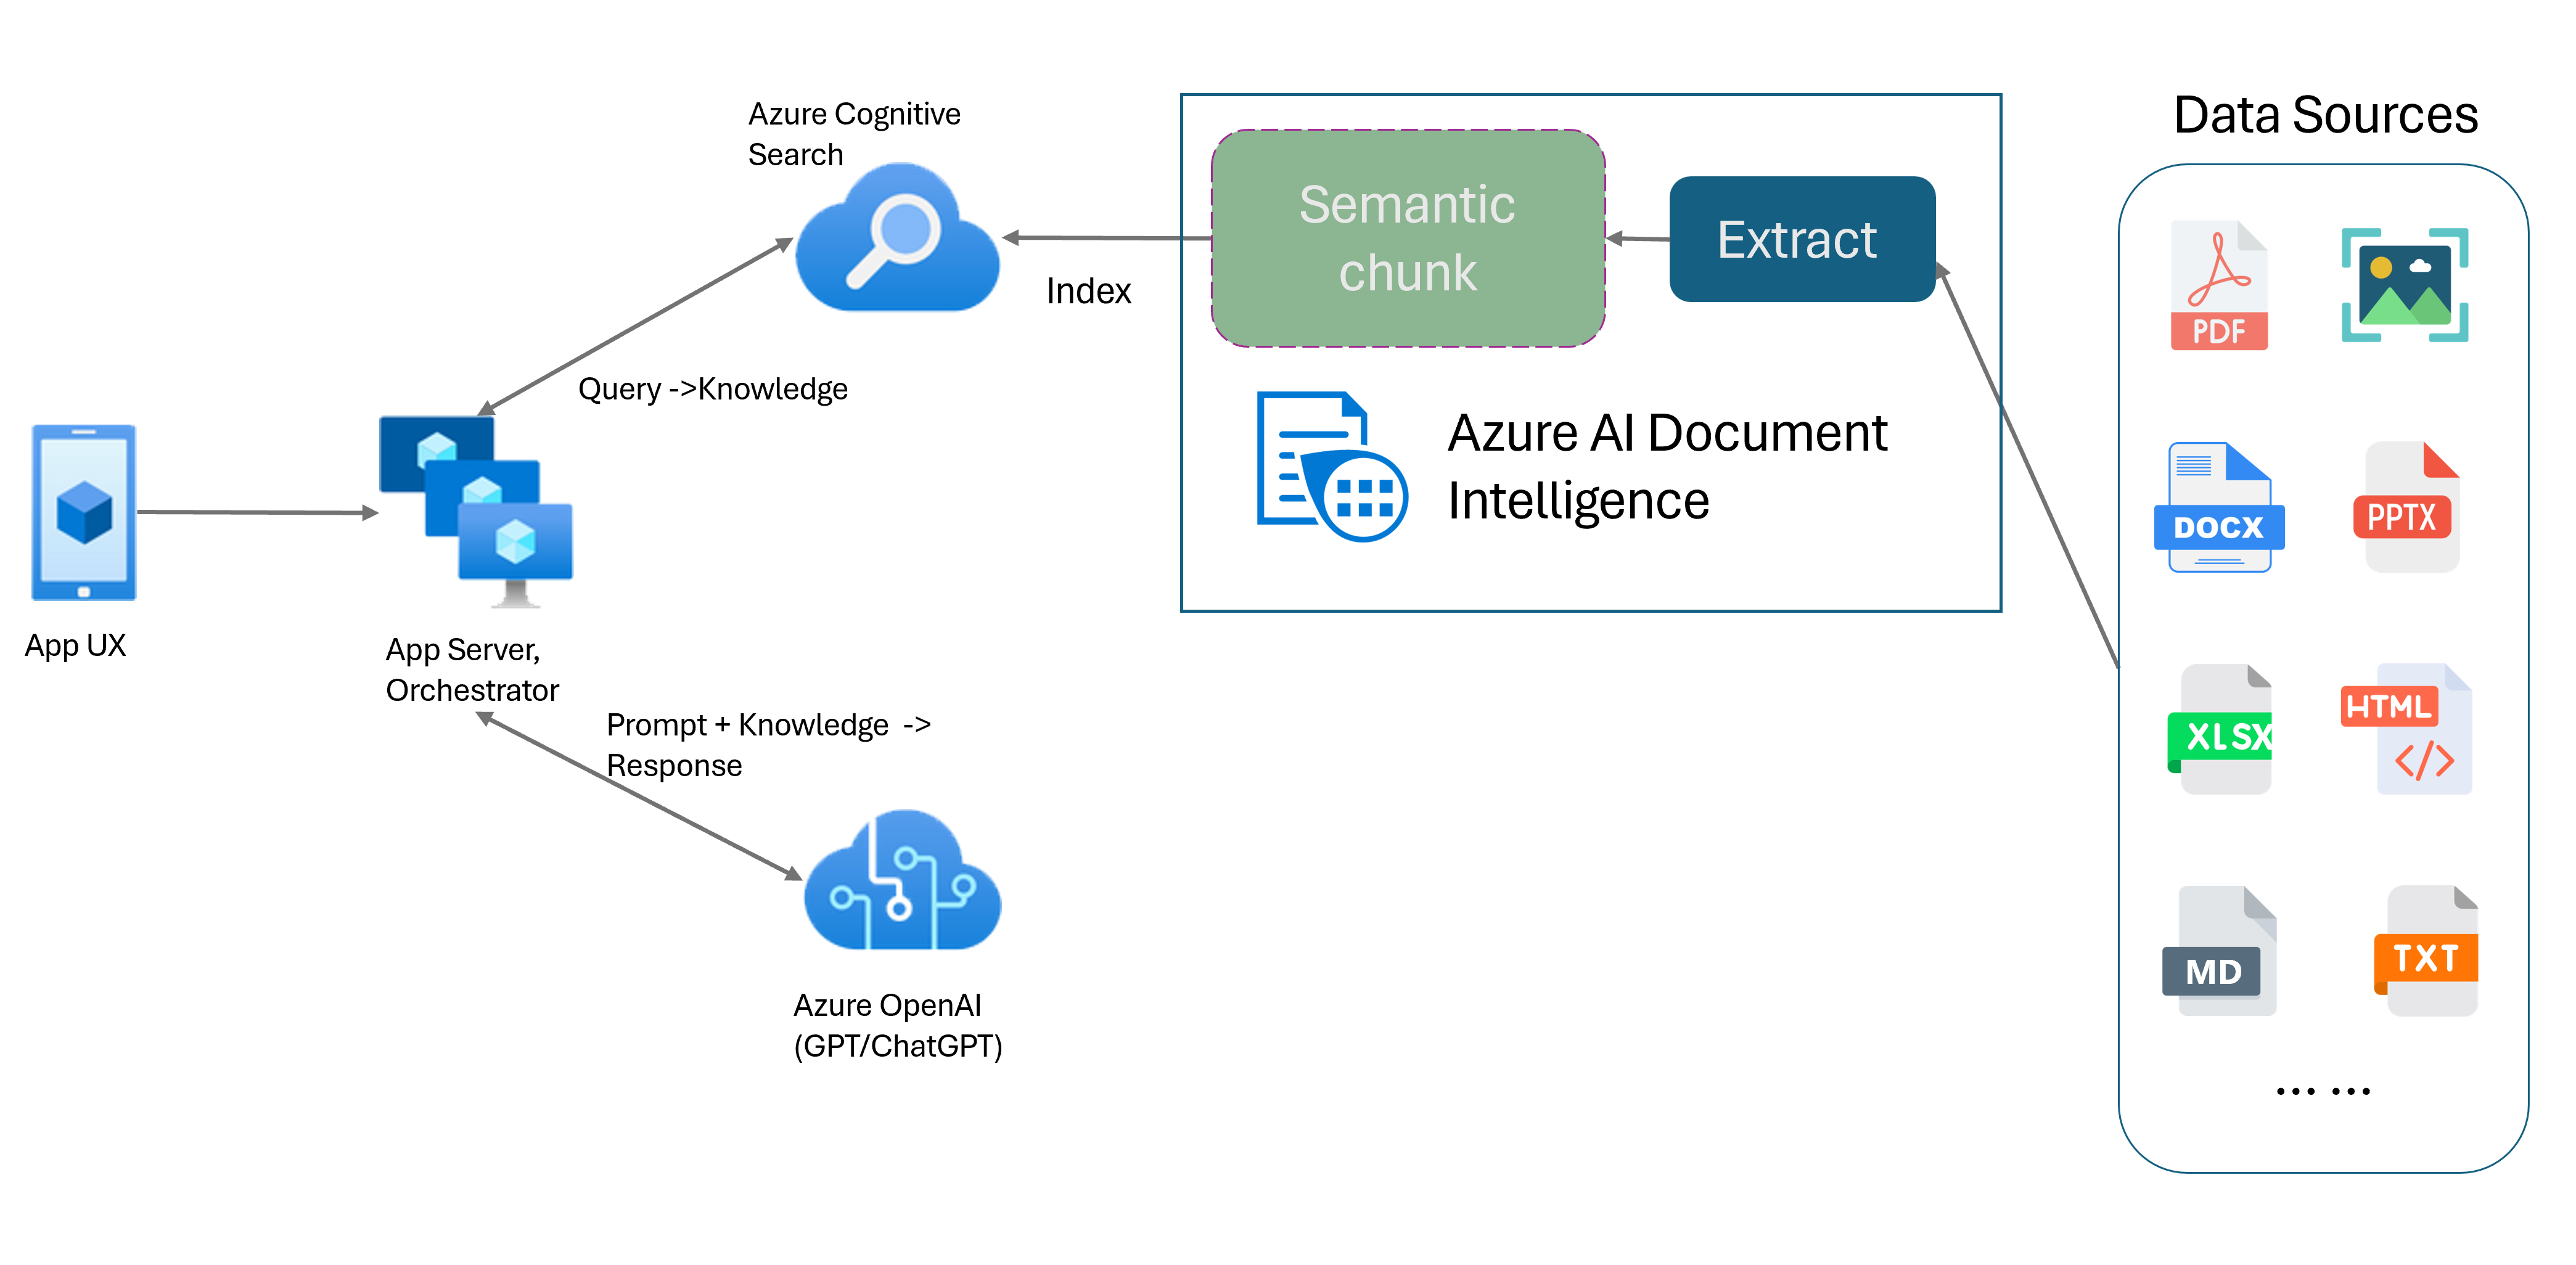 Azure Cognitive
Search
Index
Query ->Knowledge
App UX
App Server,
Orchestrator
Prompt + Knowledge  ->
Response
Azure OpenAI
(GPT/ChatGPT)
Semantic
chunk
Extract
Azure AI Document
Intelligence
Data Sources
PDF
DOCX
PPTX
XLSX
HTML
</>
MD
TXT
... ...